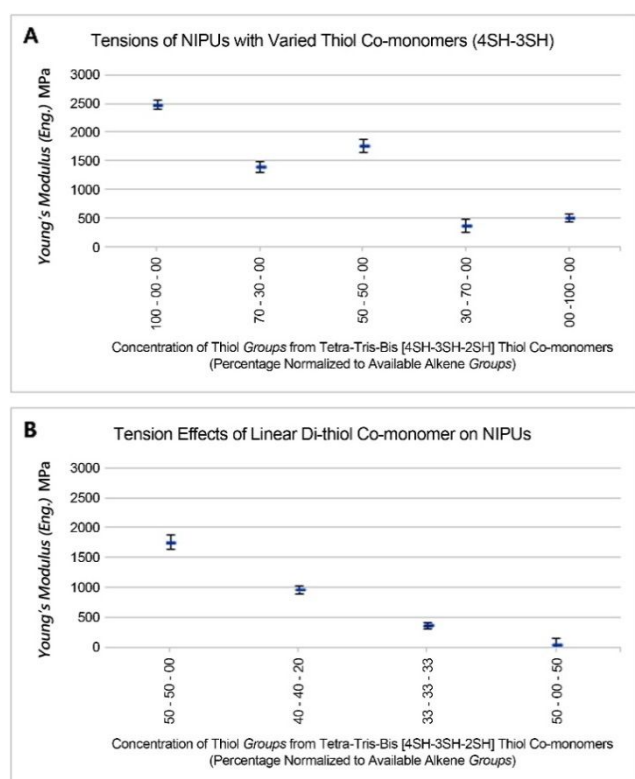 A
Tensions of NIPUs with Varied Thiol Co-monomers (4SH-3SH)
Young's Modulus (Eng.) MPa
3000
2500
2000
1500
1000
500
0
100 - 00 - 00
70 - 30 - 00
50 - 50 - 00
30 - 70 - 00
00 -100 - 00
Concentration of Thiol Groups from Tetra-Tris-Bis [4SH-3SH-2SH] Thiol Co-monomers
(Percentage Normalized to Available Alkene Groups)
B
Tension Effects of Linear Di-thiol Co-monomer on NIPUs
Young's Modulus (Eng.) MPa
3000
2500
2000
1500
1000
500
0
50 - 50 - 00
40 - 40 - 20
33 - 33 - 33
50 - 00 - 50
Concentration of Thiol Groups from Tetra-Tris-Bis [4SH-3SH-2SH] Thiol Co-monomers
(Percentage Normalized to Available Alkene Groups)